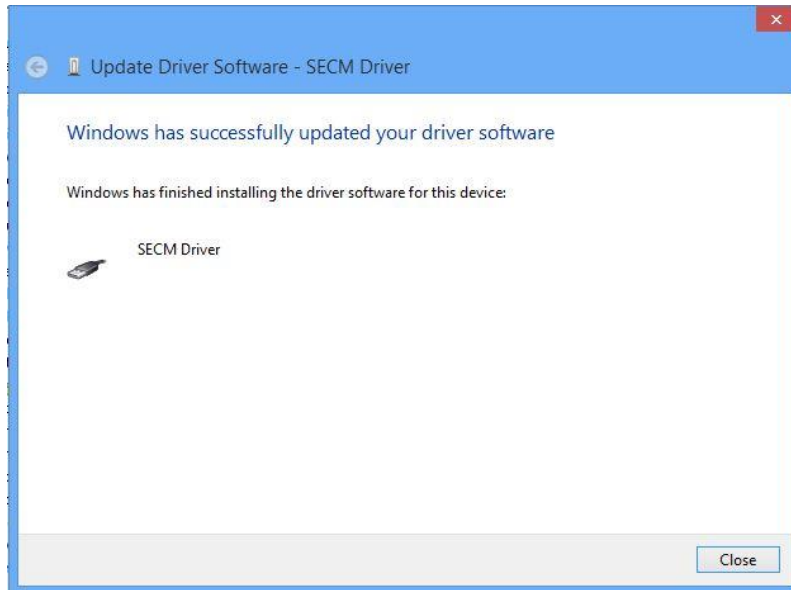 Update Driver Software - SECM Driver
Windows has successfully updated your driver software
Windows has finished installing the driver software for this device:
SECM Driver
Close